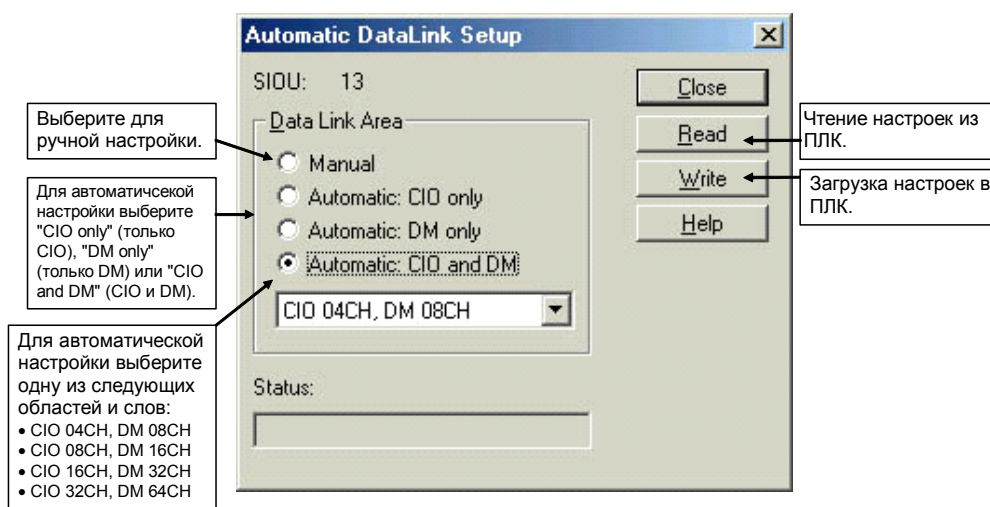 Automatic DataLink Setup
SIOU: 13
Data Link Area
Manual
Automatic: CIO only
Automatic: DM only
Automatic: CIO and DM
CIO 04CH, DM 08CH
Status:
Close
Read
Write
Help
Выберите для
ручной настройки.
Для автоматичсекой
настройки выберите
"CIO only" (только
CIO), "DM only"
(только DM) или "CIO
and DM" (CIO и DM).
Для автоматической
настройки выберите
одну из следующих
областей и слов:
• CIO 04CH, DM 08CH
• CIO 08CH, DM 16CH
• CIO 16CH, DM 32CH
• CIO 32CH, DM 64CH
Чтение настроек из
ПЛК.
Загрузка настроек в
ПЛК.